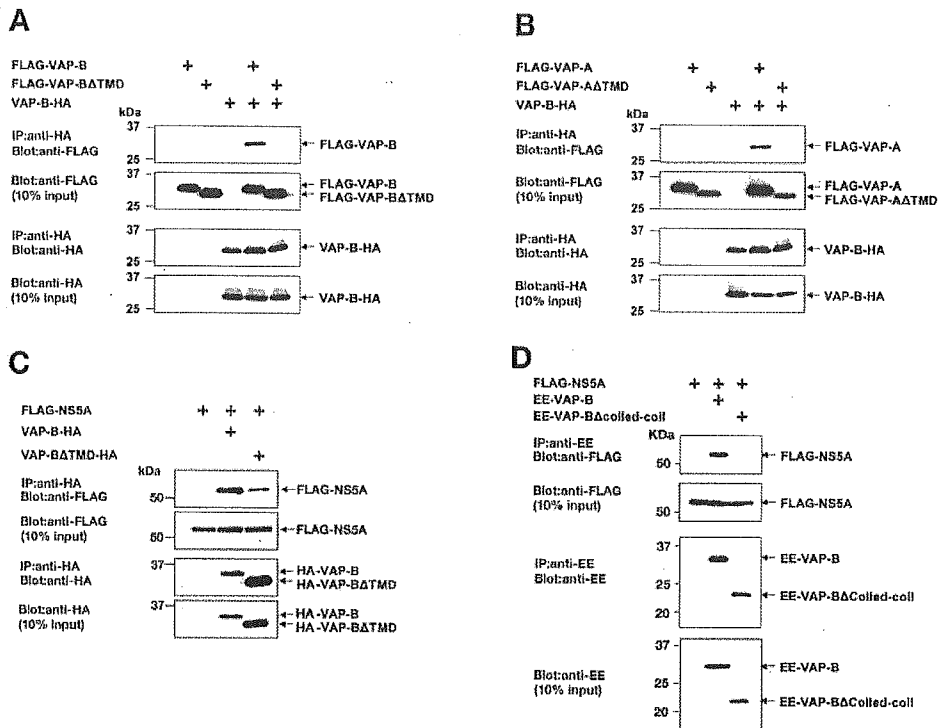 A
FLAG-VAP-B + +
FLAG-VAP-BΔTMD + +
VAP-B-HA + + +
kDa
IP:anti-HA
Blot:anti-FLAG
37
25
FLAG-VAP-B
Blot:anti-FLAG
(10% input)
37
25
FLAG-VAP-B
FLAG-VAP-BΔTMD
IP:anti-HA
Blot:anti-HA
37
25
VAP-B-HA
Blot:anti-HA
(10% input)
37
25
VAP-B-HA
B
FLAG-VAP-A + +
FLAG-VAP-AΔTMD + +
VAP-B-HA + + +
kDa
IP:anti-HA
Blot:anti-FLAG
37
25
FLAG-VAP-A
Blot:anti-FLAG
(10% input)
37
25
FLAG-VAP-A
FLAG-VAP-AΔTMD
IP:anti-HA
Blot:anti-HA
37
25
VAP-B-HA
Blot:anti-HA
(10% input)
37
25
VAP-B-HA
C
FLAG-NS5A + + +
VAP-B-HA +
VAP-BΔTMD-HA +
kDa
IP:anti-HA
Blot:anti-FLAG
50
FLAG-NS5A
Blot:anti-FLAG
(10% input)
50
FLAG-NS5A
IP:anti-HA
Blot:anti-HA
37
HA-VAP-B
HA-VAP-BΔTMD
Blot:anti-HA
(10% input)
37
HA-VAP-B
HA-VAP-BΔTMD
D
FLAG-NS5A + + +
EE-VAP-B +
EE-VAP-BΔcoiled-coil +
KDa
IP:anti-EE
Blot:anti-FLAG
50
FLAG-NS5A
Blot:anti-FLAG
(10% input)
50
FLAG-NS5A
IP:anti-EE
Blot:anti-EE
37
25
20
EE-VAP-B
EE-VAP-BΔCoiled-coil
Blot:anti-EE
(10% input)
37
25
20
EE-VAP-B
EE-VAP-BΔCoiled-coil